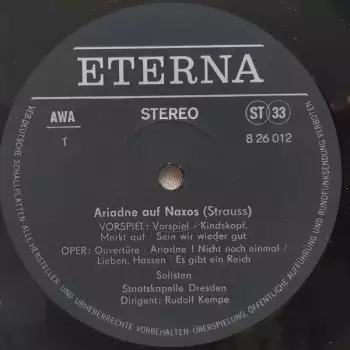 ETERNA
AWA
STEREO
ST 33
1
8 26 012
Ariadne auf Naxos (Strauss)
VORSPIEL: Vorspiel - Kindskopf,
Merkt auf / Sein wir wieder gut
OPER: Ouvertüre - Ariadne ! Nicht noch einmal /
Lieben, Hassen / Es gibt ein Reich
Solisten
Staatskapelle Dresden
Dirigent: Rudolf Kempe
VEB DEUTSCHE SCHALLPLATTEN · ALLE HERSTELLER UND URHEBERRECHTE VORBEHALTEN · ÜBERSPIELUNG, ÖFFENTLICHE AUFFÜHRUNG UND RUNDFUNKSENDUNG VERBOTEN